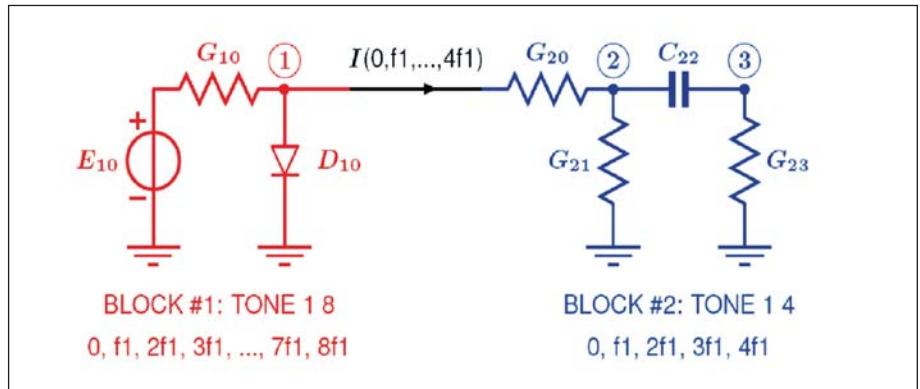 G10 1 I(0,f1,...,4f1) G20 2 C22 3
+
E10 D10 G21 G23
-
BLOCK #1: TONE 1 8 BLOCK #2: TONE 1 4
0, f1, 2f1, 3f1, ..., 7f1, 8f1 0, f1, 2f1, 3f1, 4f1